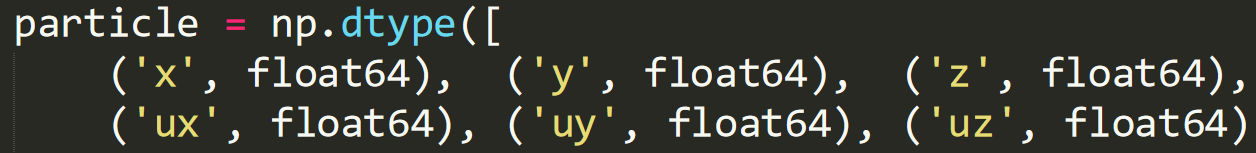 particle = np.dtype([
('x', float64), ('y', float64), ('z', float64),
('ux', float64), ('uy', float64), ('uz', float64)